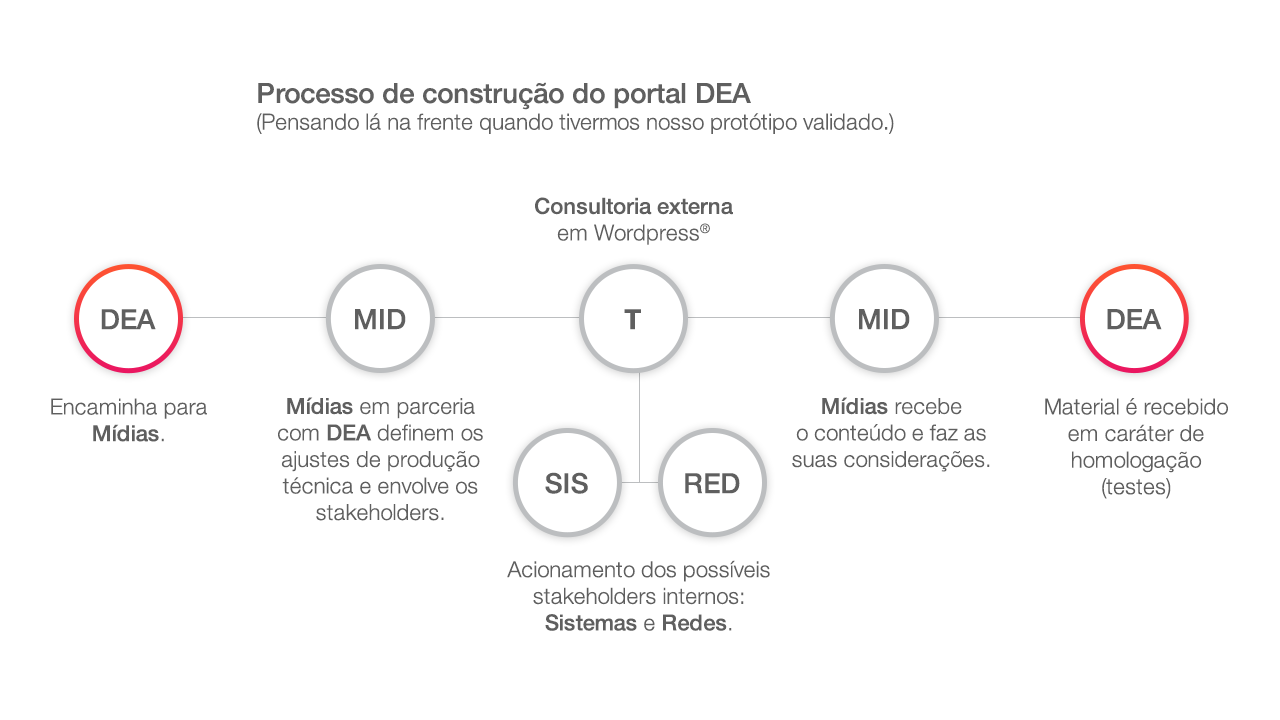 Processo de construção do portal DEA
(Pensando lá na frente quando tivermos nosso protótipo validado.)
Consultoria externa
em Wordpress®
DEA
MID
T
MID
DEA
Encaminha para
Mídias.
Mídias em parceria
com DEA definem os
ajustes de produção
técnica e envolve os
stakeholders.
SIS
RED
Acionamento dos possíveis
stakeholders internos:
Sistemas e Redes.
Mídias recebe
o conteúdo e faz as
suas considerações.
Material é recebido
em caráter de
homologação
(testes)